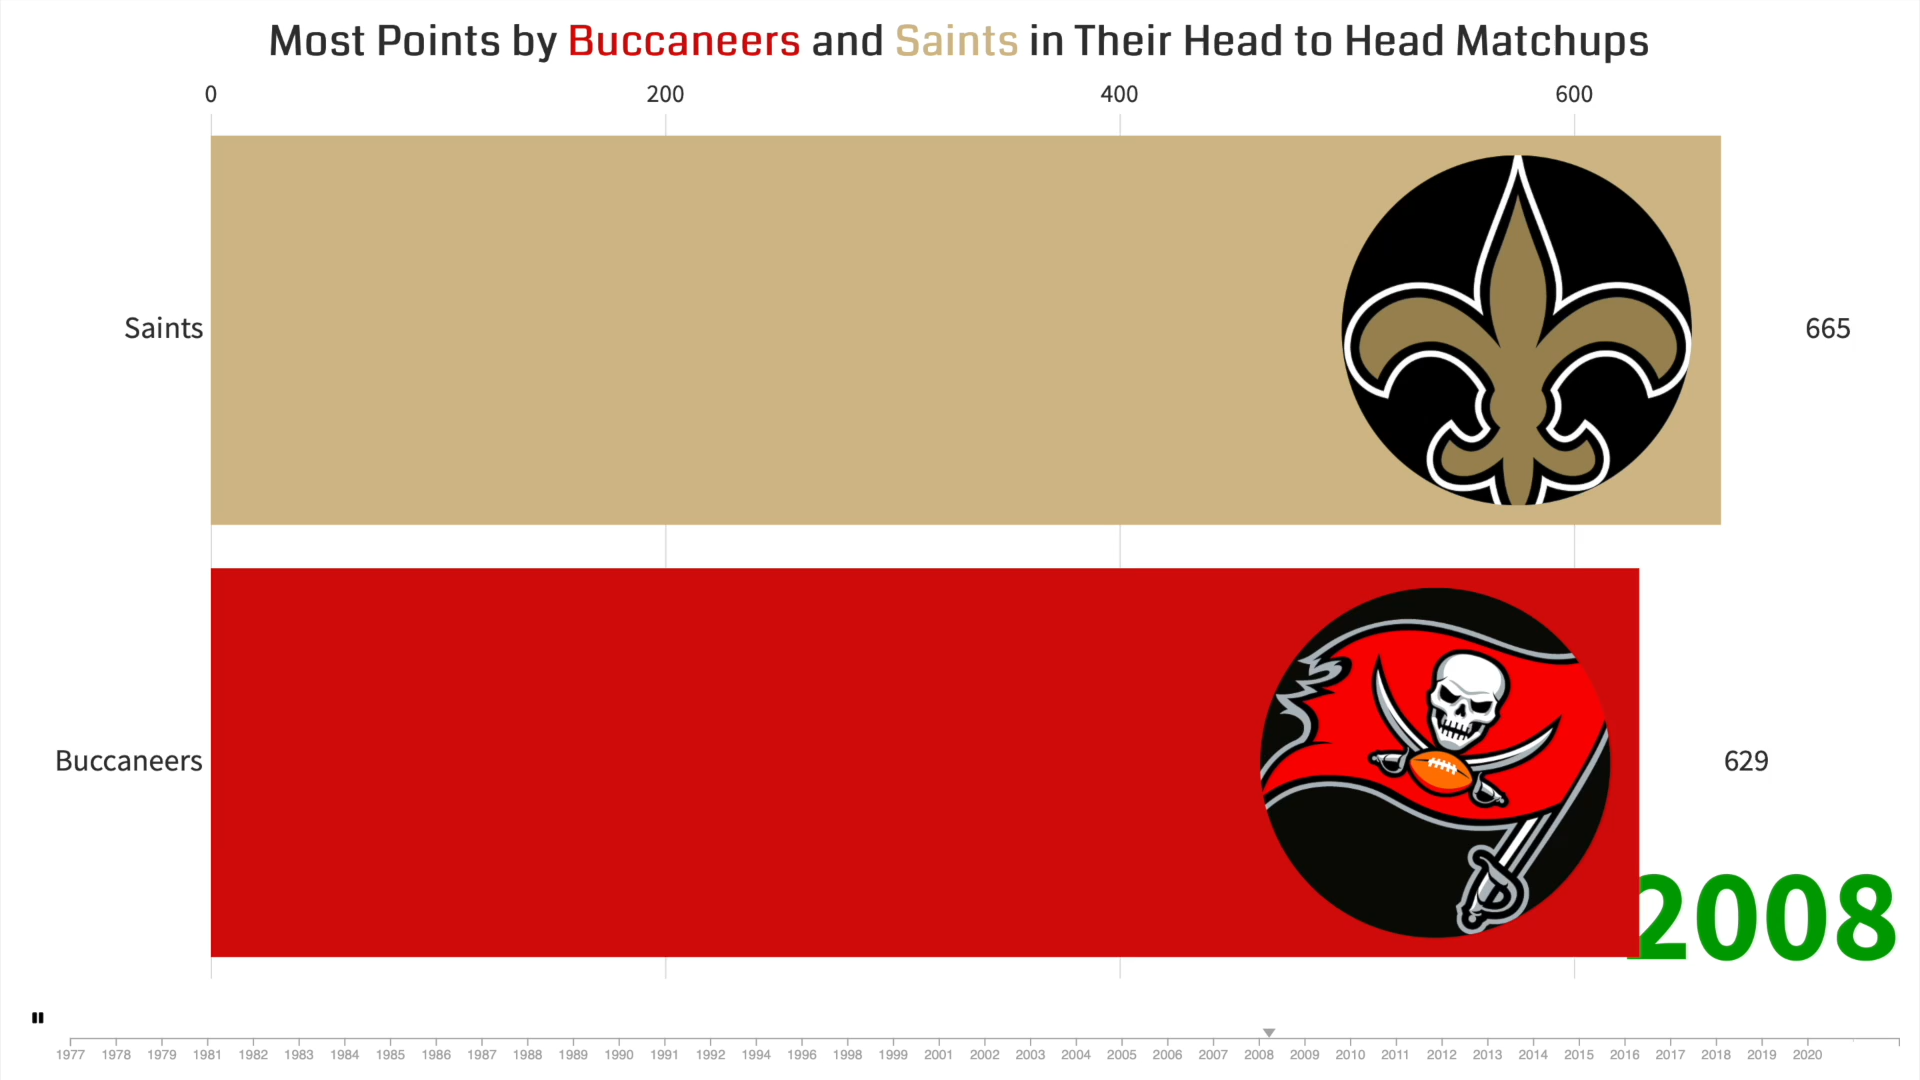 Most Points by Buccaneers and Saints in Their Head to Head Matchups
0 200 400 600
Saints 665
Buccaneers 629
2008
1977 1978 1979 1981 1982 1983 1984 1985 1986 1987 1988 1989 1990 1991 1992 1994 1996 1998 1999 2001 2002 2003 2004 2005 2006 2007 2008 2009 2010 2011 2012 2013 2014 2015 2016 2017 2018 2019 2020